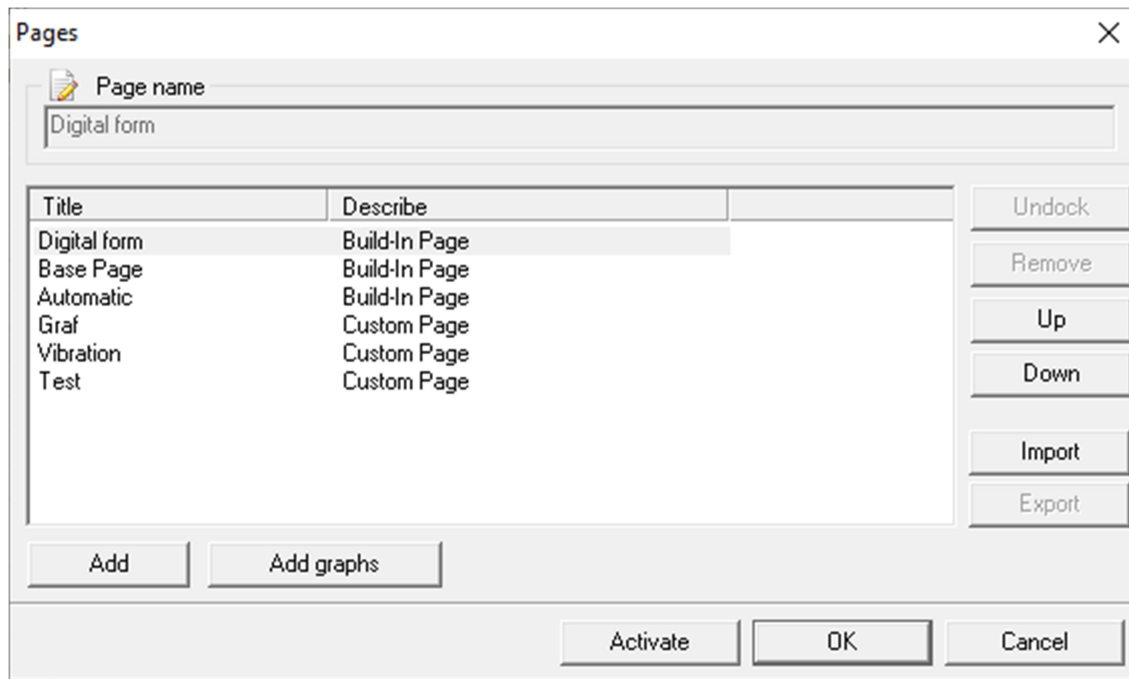 Pages
Page name
Digital form
Title Describe
Digital form Build-In Page
Base Page Build-In Page
Automatic Build-In Page
Graf Custom Page
Vibration Custom Page
Test Custom Page
Undock
Remove
Up
Down
Import
Export
Add Add graphs
Activate OK Cancel